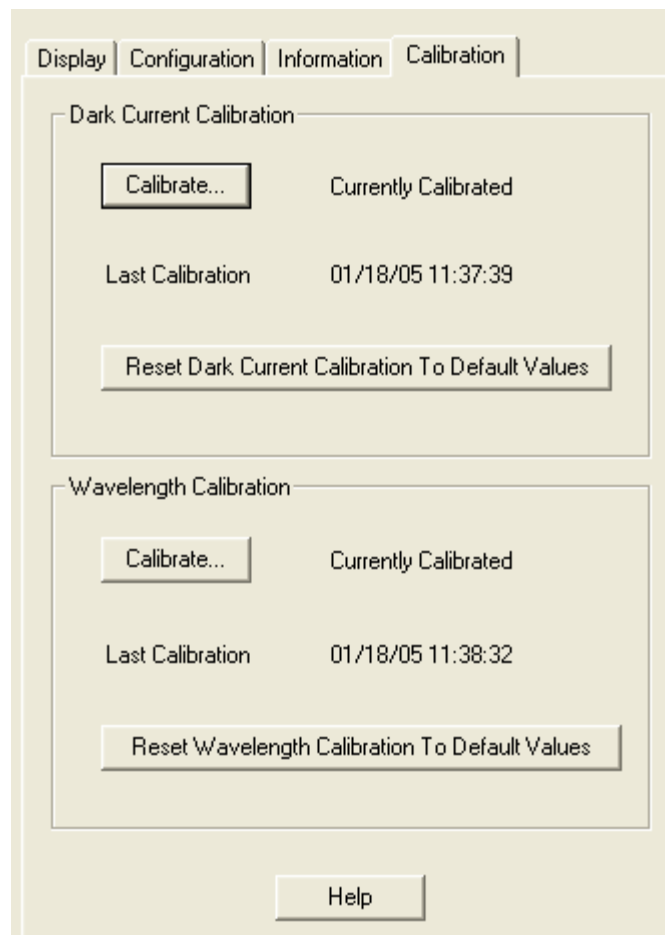 Display Configuration Information Calibration
Dark Current Calibration
Calibrate... Currently Calibrated
Last Calibration 01/18/05 11:37:39
Reset Dark Current Calibration To Default Values
Wavelength Calibration
Calibrate... Currently Calibrated
Last Calibration 01/18/05 11:38:32
Reset Wavelength Calibration To Default Values
Help